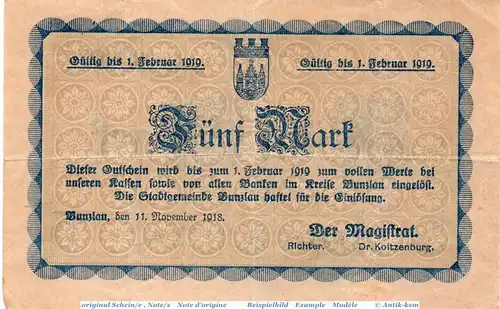 Gültig bis 1. Februar 1919. Gültig bis 1. Februar 1919.
Fünf Mark
Dieser Gutschein wird bis zum 1. Februar 1919 zum vollen Werte bei
unseren Kassen sowie von allen Banken im Kreise Bunzlau eingelöst.
Die Stadtgemeinde Bunzlau haftet für die Einlösung.
Bunzlau, den 11. November 1918.
Der Magistrat.
Richter. Dr. Koitzenburg.
original Schein/e , Note/s Note d'origine Beispielbild Example Modèle © Antik-ksm